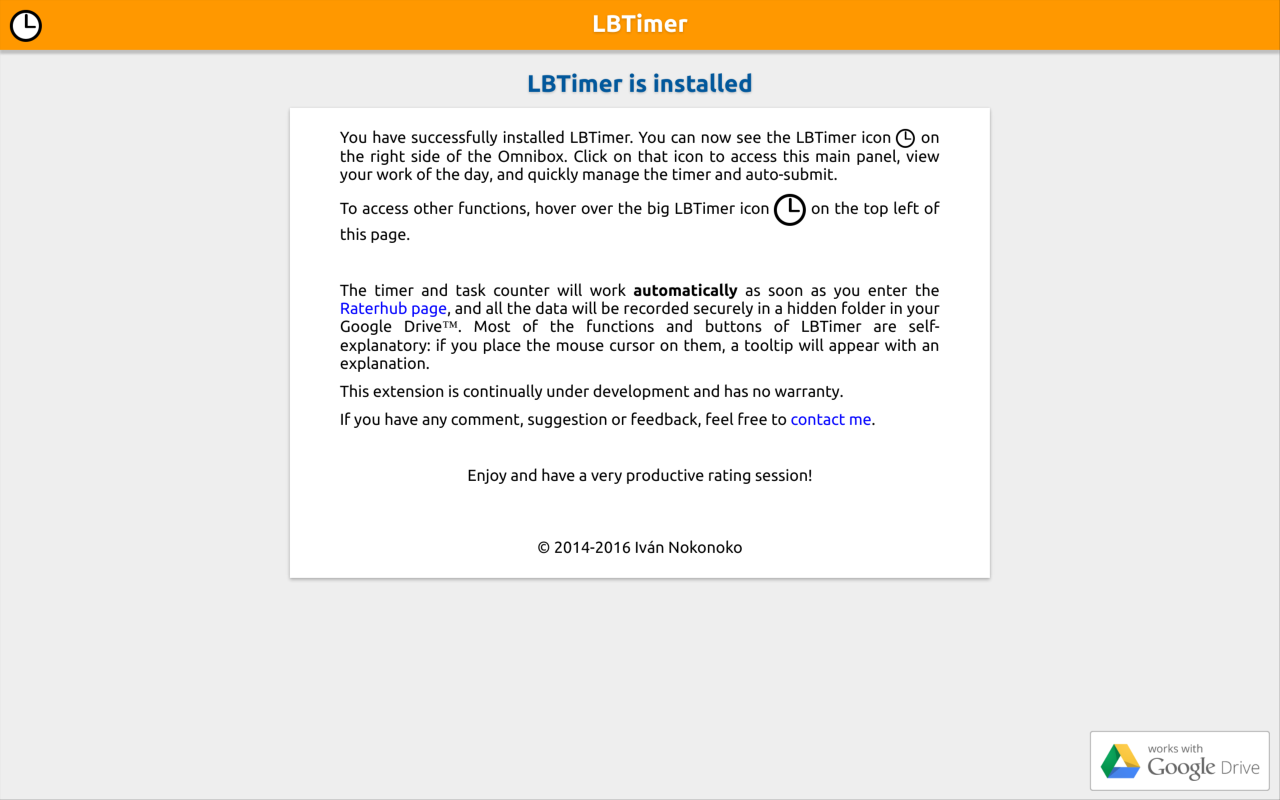 LBTimer
LBTimer is installed
You have successfully installed LBTimer. You can now see the LBTimer icon on
the right side of the Omnibox. Click on that icon to access this main panel, view
your work of the day, and quickly manage the timer and auto-submit.
To access other functions, hover over the big LBTimer icon on the top left of
this page.
The timer and task counter will work automatically as soon as you enter the
Raterhub page, and all the data will be recorded securely in a hidden folder in your
Google Drive™. Most of the functions and buttons of LBTimer are self-
explanatory: if you place the mouse cursor on them, a tooltip will appear with an
explanation.
This extension is continually under development and has no warranty.
If you have any comment, suggestion or feedback, feel free to contact me.
Enjoy and have a very productive rating session!
© 2014-2016 Iván Nokonoko
works with
Google Drive